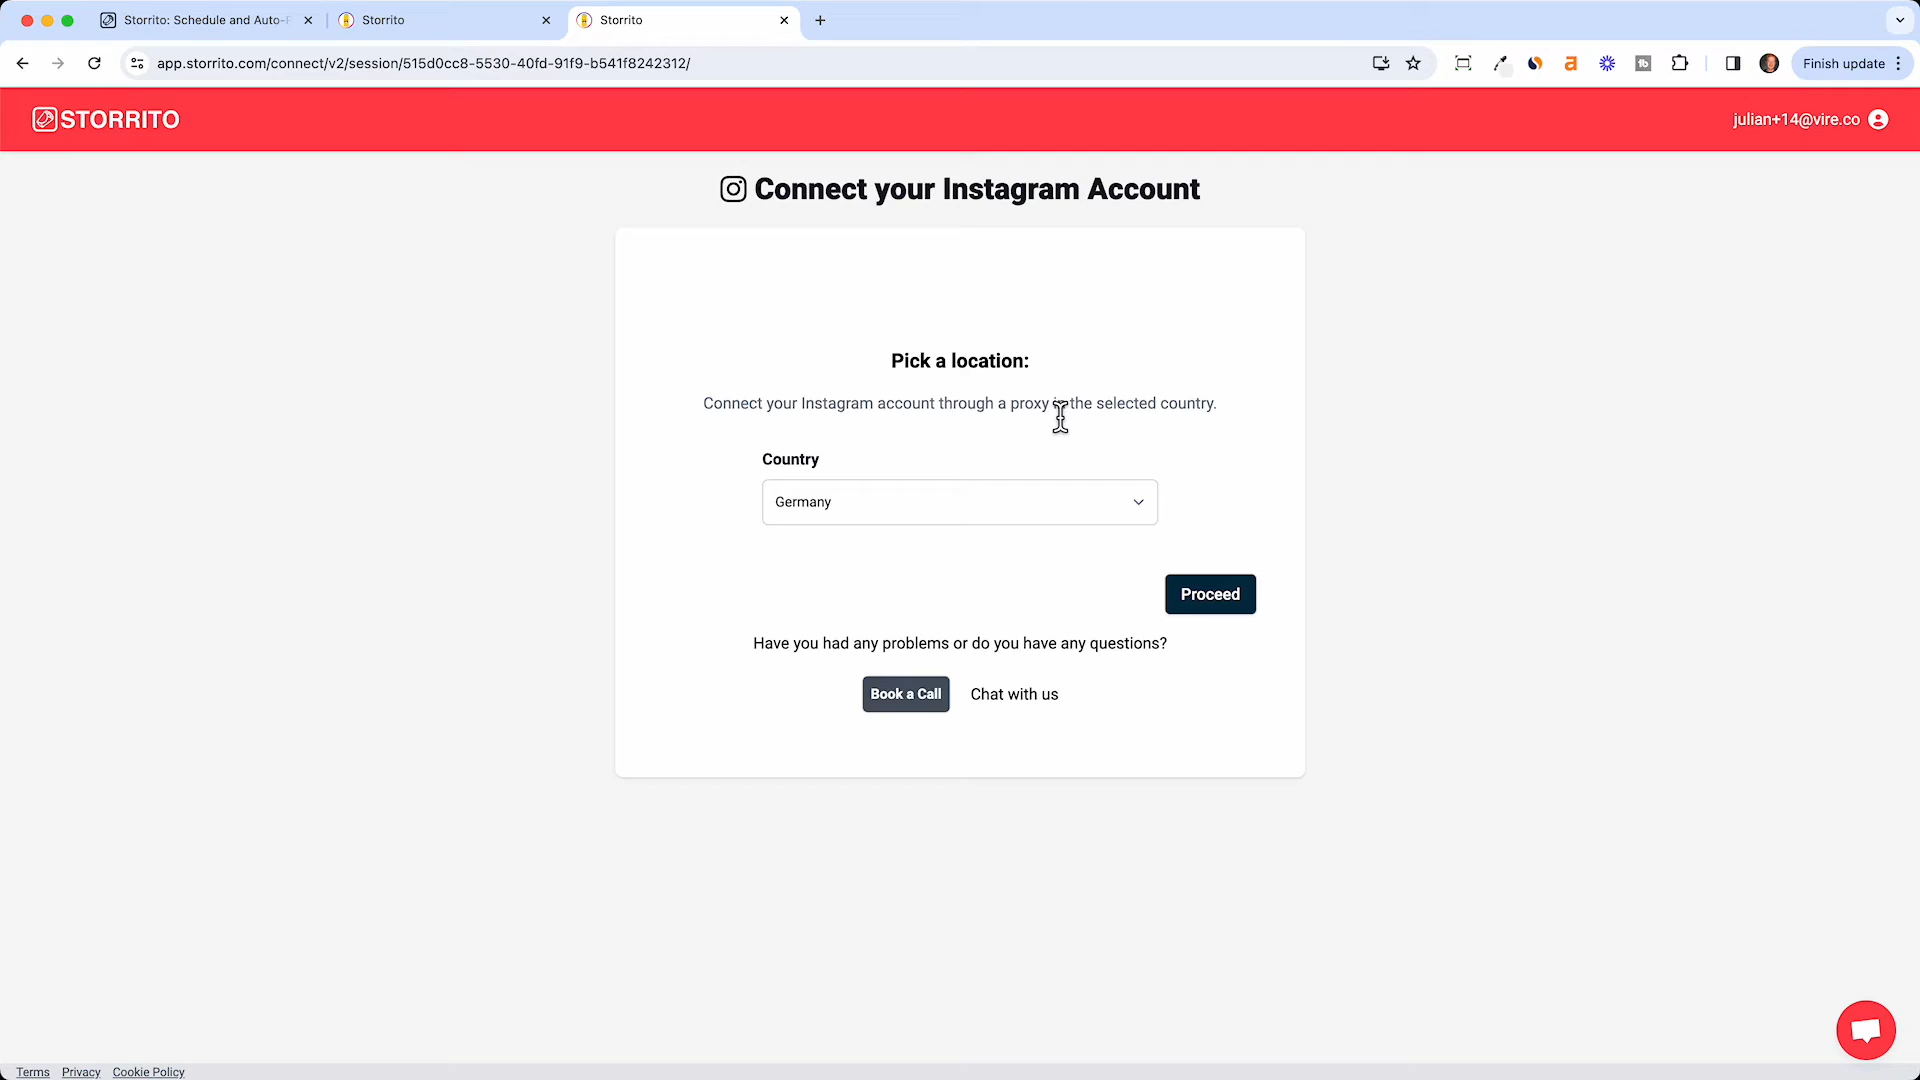 Storrito: Schedule and Auto-
Storrito
Storrito
app.storrito.com/connect/v2/session/515d0cc8-5530-40fd-91f9-b541f8242312/
Finish update
STORRITO
julian+14@vire.co
Connect your Instagram Account
Pick a location:
Connect your Instagram account through a proxy the selected country.
Country
Germany
Proceed
Have you had any problems or do you have any questions?
Book a Call
Chat with us
Terms
Privacy
Cookie Policy